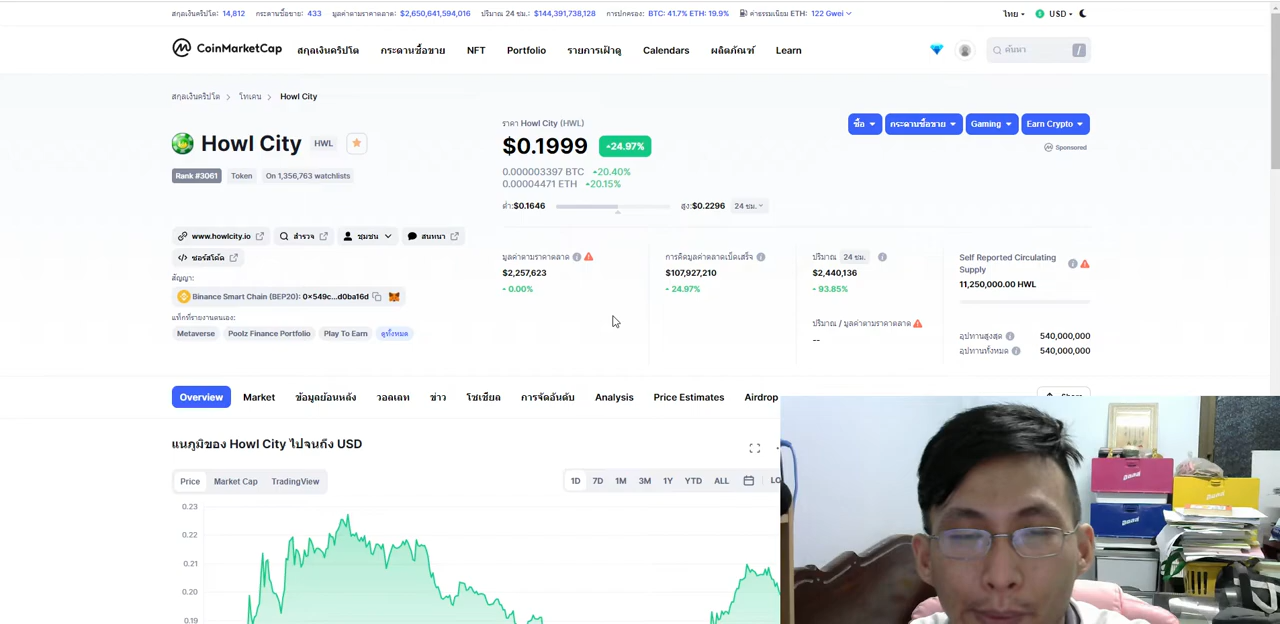 สกุลเงินคริปโต: 14,812 กระดานซื้อขาย: 433 มูลค่าตามราคาตลาด: $2,650,641,594,016 ปริมาณ 24 ชม.: $144,391,738,128 การปกครอง: BTC: 41.7% ETH: 19.9% ค่าธรรมเนียม ETH: 122 Gwei ไทย USD
CoinMarketCap สกุลเงินคริปโต กระดานซื้อขาย NFT Portfolio รายการเฝ้าดู Calendars ผลิตภัณฑ์ Learn ค้นหา /
สกุลเงินคริปโต > โทเคน > Howl City
ราคา Howl City (HWL)
Howl City HWL $0.1999 24.97% ซื้อ กระดานซื้อขาย Gaming Earn Crypto
Sponsored
Rank #3061 Token On 1,356,763 watchlists 0.000003397 BTC 20.40%
0.00004471 ETH 20.15%
ต่ำ:$0.1646 สูง:$0.2296 24 ชม.
www.howlcity.io สำรวจ ชุมชน สนทนา
ซอร์สโค้ด
มูลค่าตามราคาตลาด การคิดมูลค่าตลาดเบ็ดเสร็จ ปริมาณ 24 ชม. Self Reported Circulating Supply
$2,257,623 $107,927,210 $2,440,136 11,250,000.00 HWL
0.00% 24.97% 93.85%
สัญญา:
Binance Smart Chain (BEP20): 0x549c...d0ba16d
แท็กที่รายงานตนเอง:
Metaverse Poolz Finance Portfolio Play To Earn ดูทั้งหมด
ปริมาณ / มูลค่าตามราคาตลาด
--
อุปทานสูงสุด 540,000,000
อุปทานทั้งหมด 540,000,000
Overview Market ข้อมูลย้อนหลัง วอลเลท ข่าว โซเชียล การจัดอันดับ Analysis Price Estimates Airdrop
แผนภูมิของ Howl City ไปจนถึง USD
Price Market Cap TradingView 1D 7D 1M 3M 1Y YTD ALL
0.23
0.22
0.21
0.20
0.19